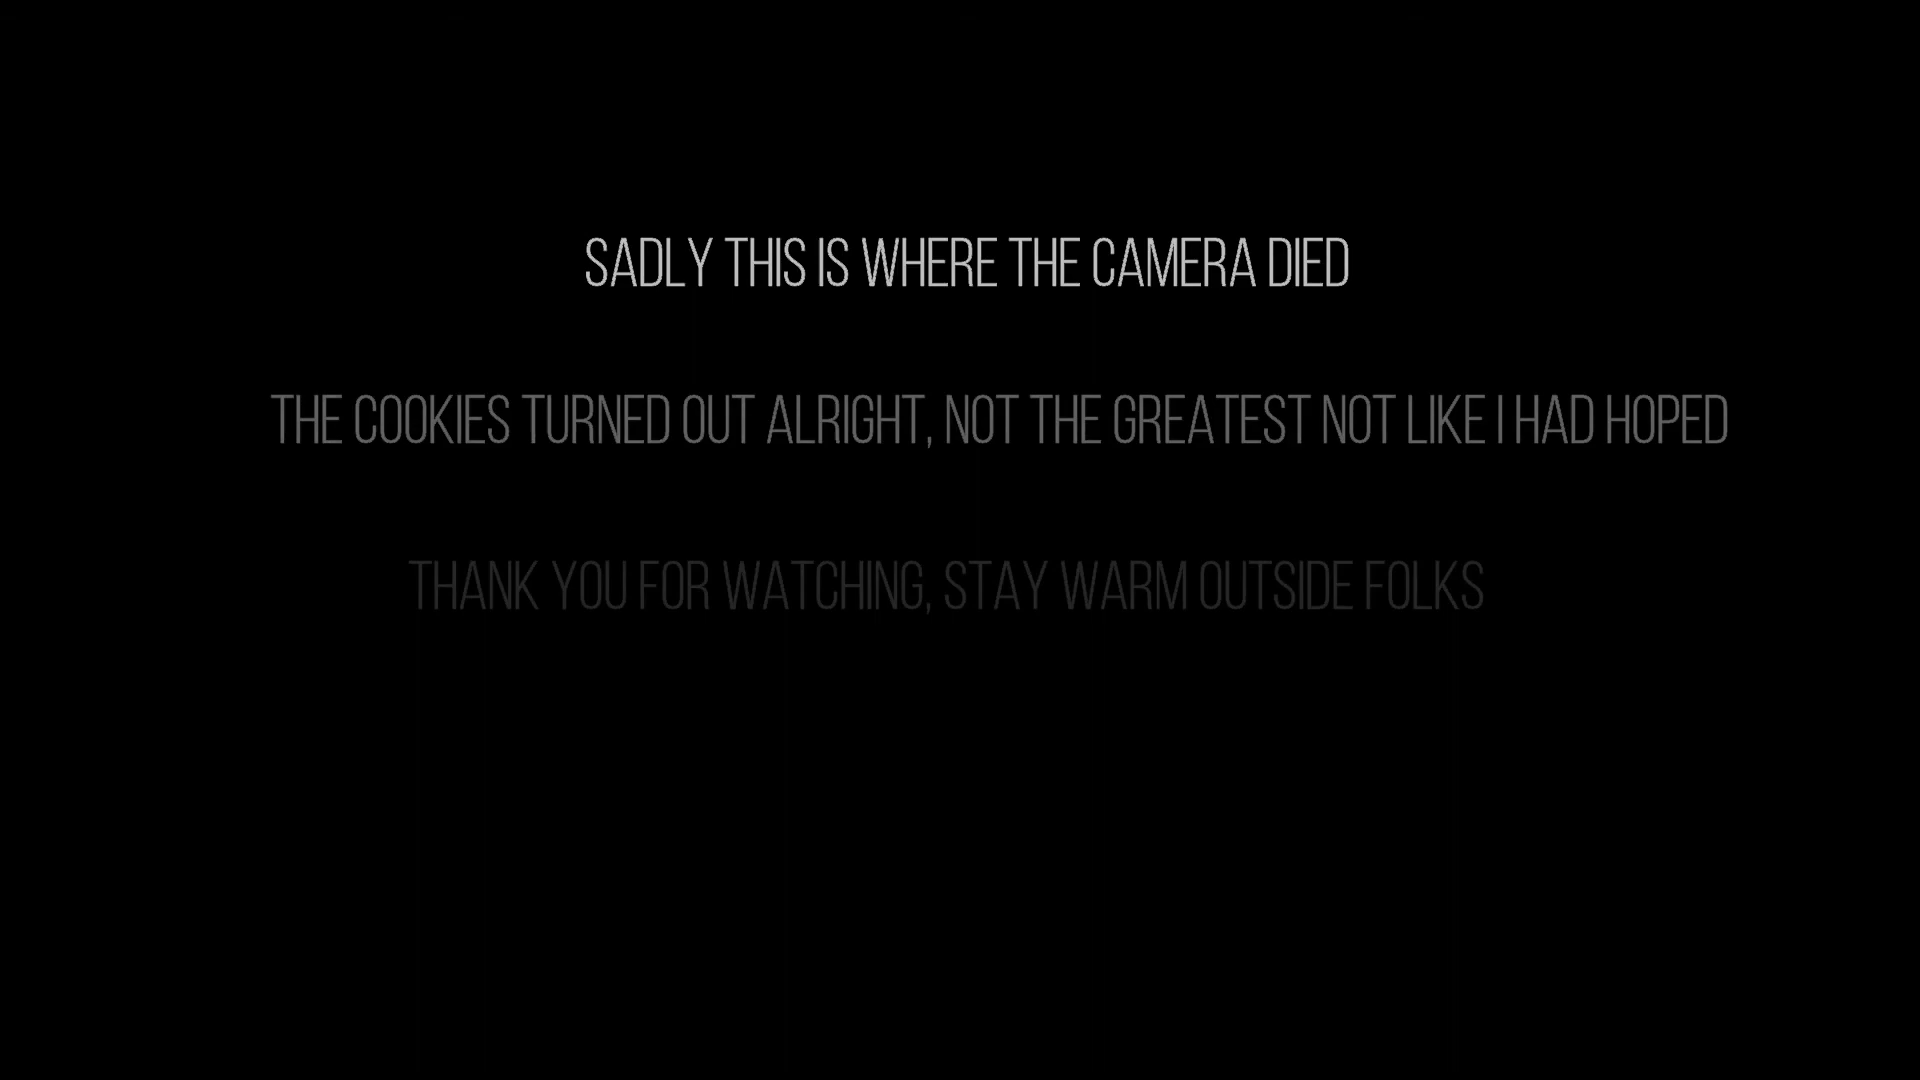 SADLY THIS IS WHERE THE CAMERA DIED
THE COOKIES TURNED OUT ALRIGHT, NOT THE GREATEST NOT LIKE I HAD HOPED
THANK YOU FOR WATCHING, STAY WARM OUTSIDE FOLKS